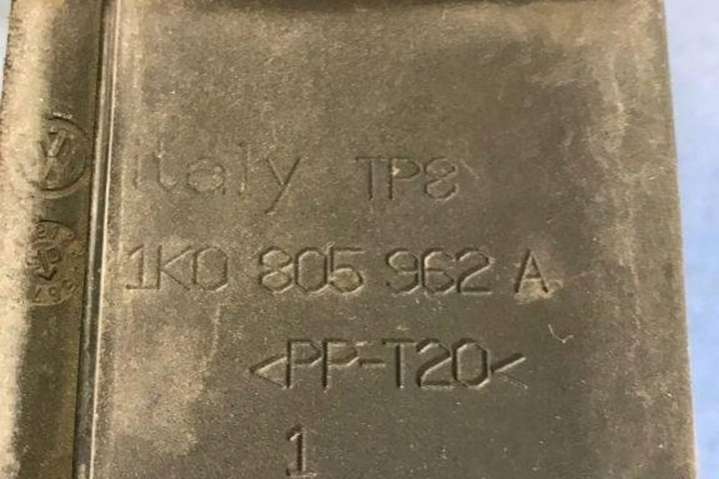 Italy TP8
1K0 805 962 A
<PP-T20<
1